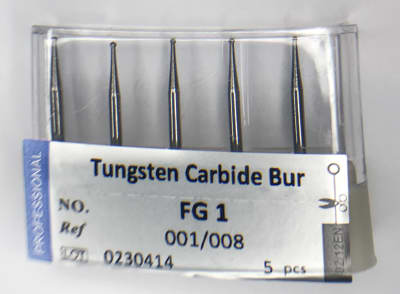 PROFESSIONAL
Tungsten Carbide Bur
NO. FG 1
Ref 001/008
LOT 0230414 5 pcs